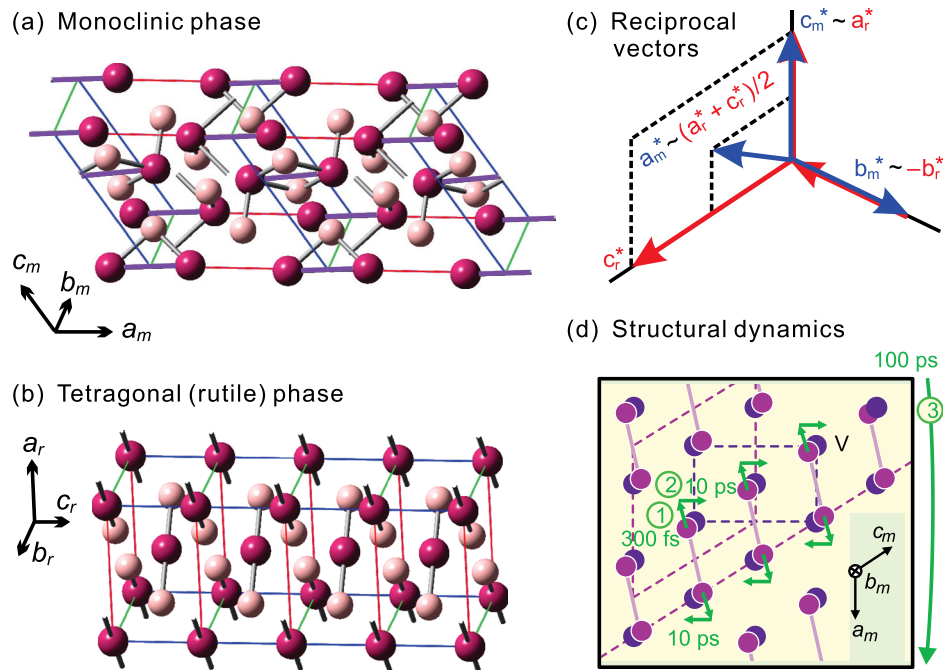 (a) Monoclinic phase
c_m
b_m
a_m
(b) Tetragonal (rutile) phase
a_r
c_r
b_r
(c) Reciprocal
vectors
c_m^* ~ a_r^*
a_m^* ~ (a_r^* + c_r^*)/2
b_m^* ~ −b_r^*
c_r^*
(d) Structural dynamics
100 ps
3
V
2 10 ps
1
300 fs
10 ps
c_m
b_m
a_m